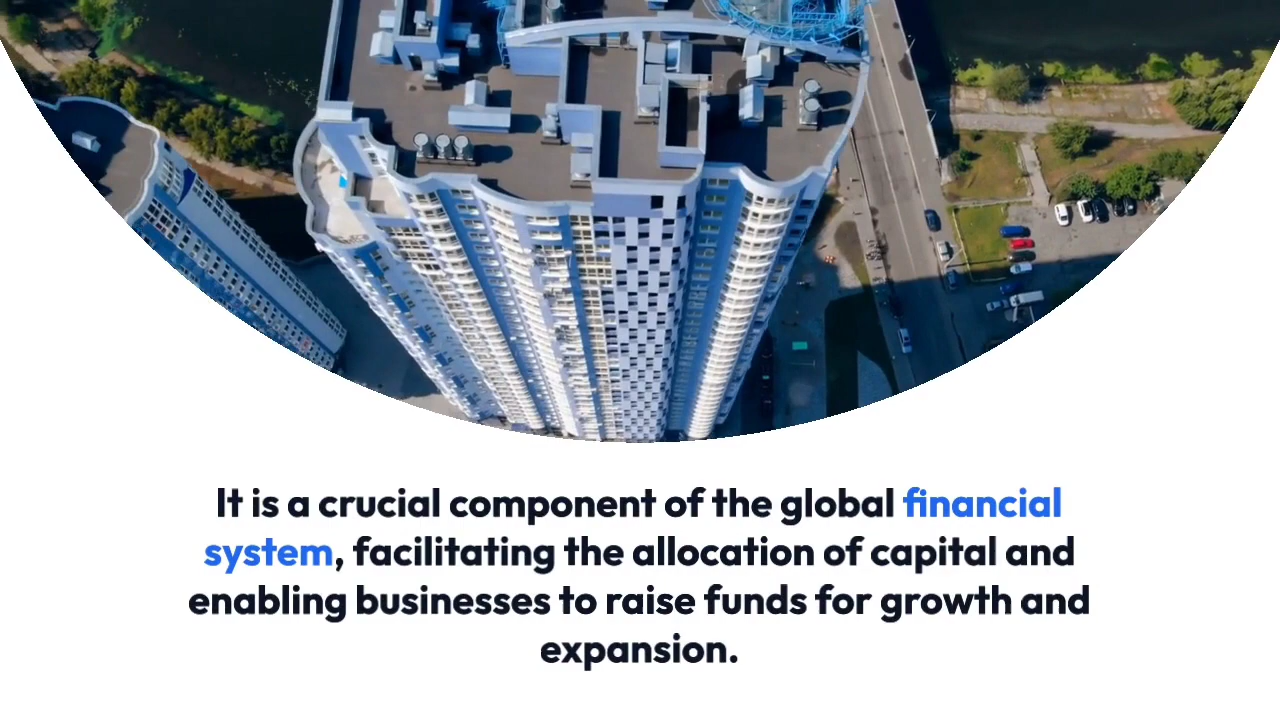 It is a crucial component of the global financial
system, facilitating the allocation of capital and
enabling businesses to raise funds for growth and
expansion.